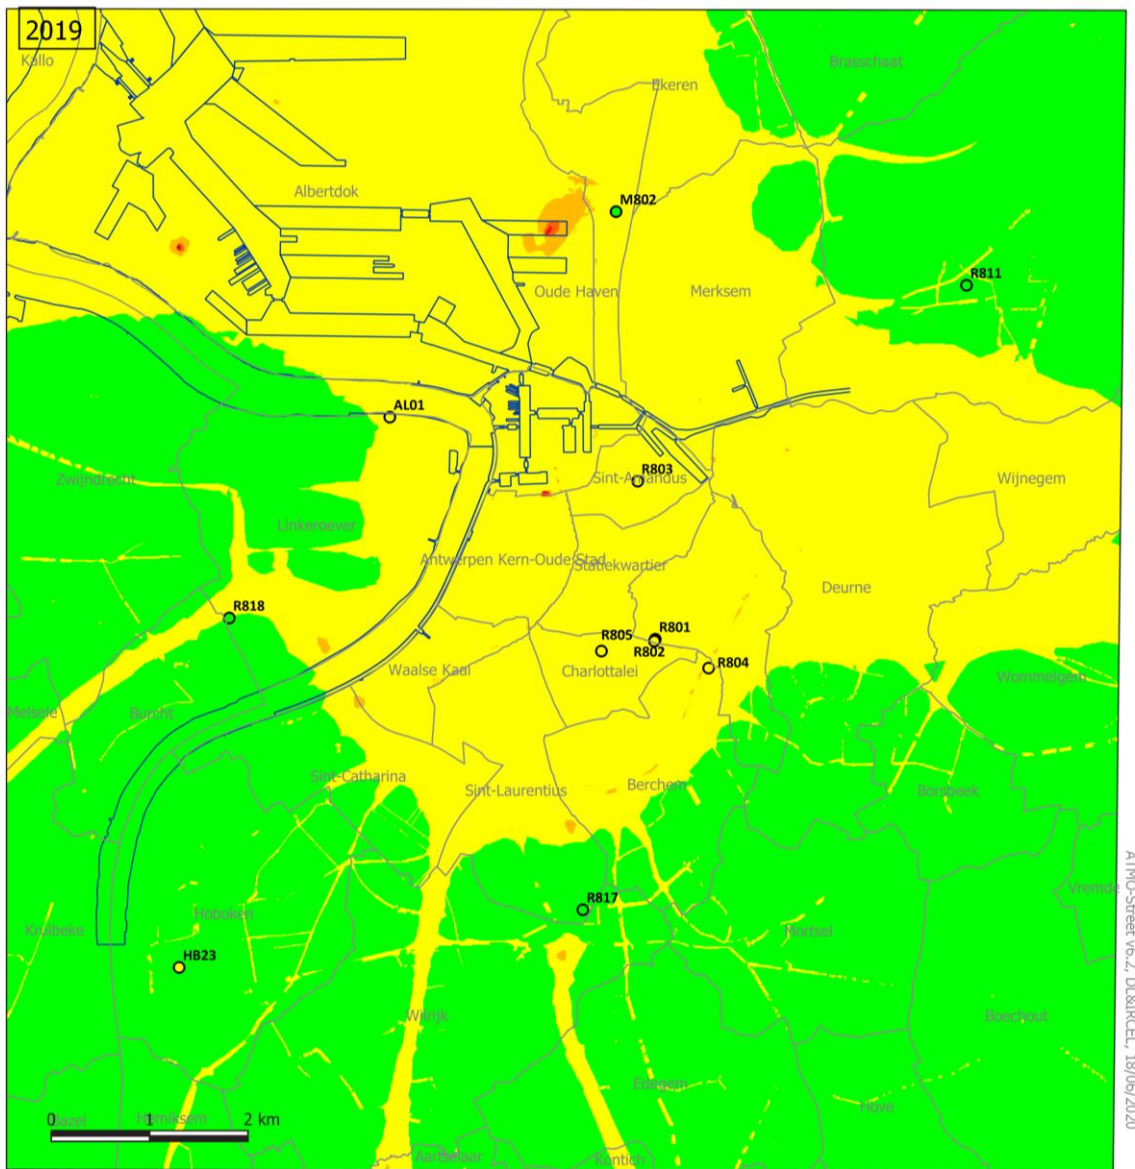 2019
Kallo
Brasschaat
Ekeren
Albertdok
M802
R811
Oude Haven
Merksem
AL01
R803
Sint-Amandus
Zwijndrecht
Wijnegem
Linkeroever
Antwerpen Kern-Oude Stad
Statiekwartier
Deurne
R818
R801
R805
R802
R804
Waalse Kaai
Charlottalei
Wommelgem
Melsele
Burcht
Sint-Catharina
Sint-Laurentius
Berchem
Borsbeek
Vremde
R817
Hoboken
Kruibeke
Mortsel
HB23
Wilrijk
Boechout
Edegem
Hove
0 1 2 km
Hemiksem
Aartselaar
Kontich
ATMO-Street v6.2, DL&IRCEL, 18/06/2020